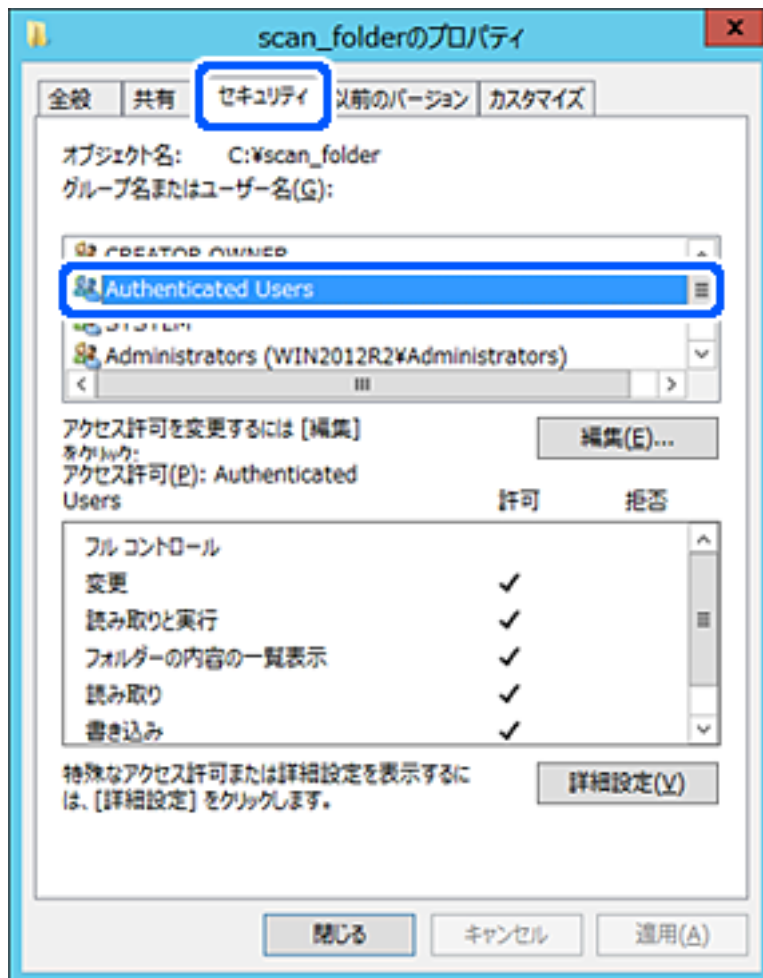 scan_folderのプロパティ
全般 共有 セキュリティ 以前のバージョン カスタマイズ
オブジェクト名: C:¥scan_folder
グループ名またはユーザー名(G):
CREATOR OWNER
Authenticated Users
SYSTEM
Administrators (WIN2012R2¥Administrators)
アクセス許可を変更するには [編集]
をクリック:
編集(E)...
アクセス許可(P): Authenticated
Users 許可 拒否
フル コントロール
変更
読み取りと実行
フォルダーの内容の一覧表示
読み取り
書き込み
特殊なアクセス許可または詳細設定を表示するに
は、[詳細設定] をクリックします。
詳細設定(V)
閉じる キャンセル 適用(A)